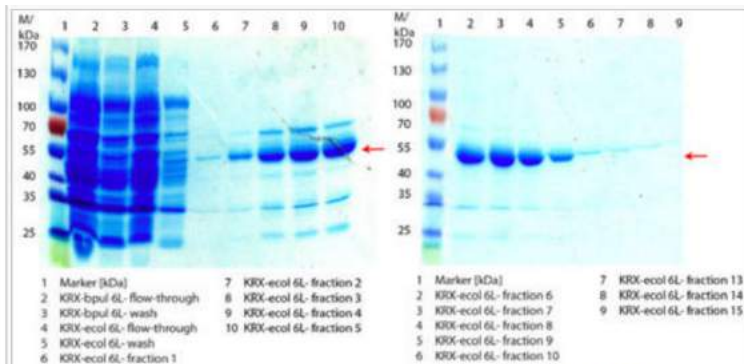 M/ 1 2 3 4 5 6 7 8 9 10
kDa
170
130
100
70
55
40
35
25
1 Marker [kDa]
2 KRX-bpul 6L- flow-through
3 KRX-bpul 6L- wash
4 KRX-ecol 6L- flow-through
5 KRX-ecol 6L- wash
6 KRX-ecol 6L- fraction 1
7 KRX-ecol 6L- fraction 2
8 KRX-ecol 6L- fraction 3
9 KRX-ecol 6L- fraction 4
10 KRX-ecol 6L- fraction 5
M/ 1 2 3 4 5 6 7 8 9
kDa
170
130
100
70
55
40
35
25
1 Marker [kDa]
2 KRX-ecol 6L- fraction 6
3 KRX-ecol 6L- fraction 7
4 KRX-ecol 6L- fraction 8
5 KRX-ecol 6L- fraction 9
6 KRX-ecol 6L- fraction 10
7 KRX-ecol 6L- fraction 13
8 KRX-ecol 6L- fraction 14
9 KRX-ecol 6L- fraction 15